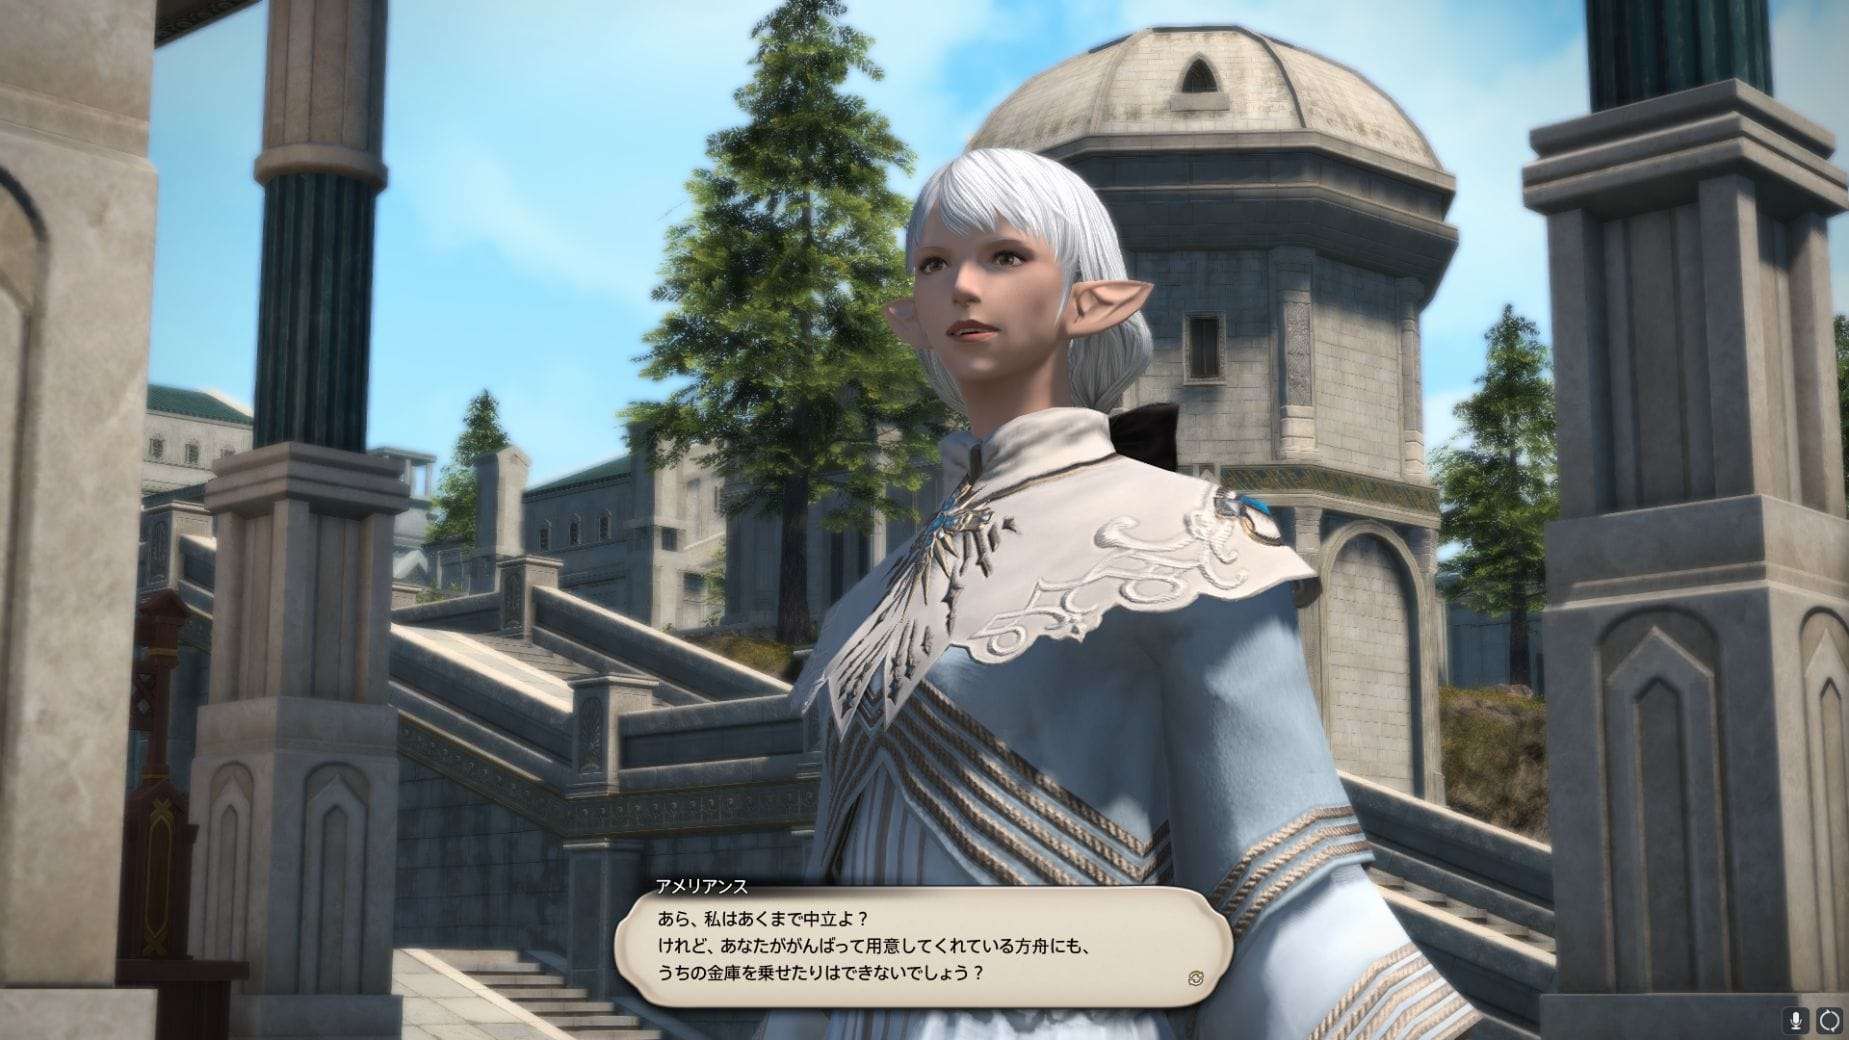 アメリアンス
あら、私はあくまで中立よ？
けれど、あなたががんばって用意してくれている方舟にも、
うちの金庫を乗せたりはできないでしょう？